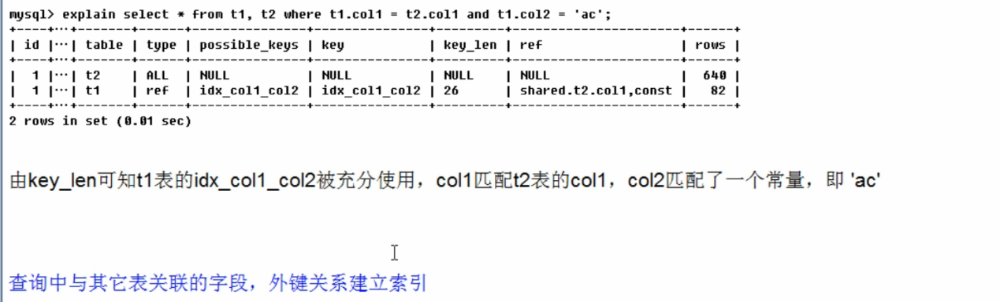 mysql> explain select * from t1, t2 where t1.col1 = t2.col1 and t1.col2 = 'ac';
+----+...+-------+------+---------------+---------------+---------+----------------------+------+
| id |...| table | type | possible_keys | key           | key_len | ref                  | rows |
+----+...+-------+------+---------------+---------------+---------+----------------------+------+
|  1 |...| t2    | ALL  | NULL          | NULL          | NULL    | NULL                 |  640 |
|  1 |...| t1    | ref  | idx_col1_col2 | idx_col1_col2 | 26      | shared.t2.col1,const |   82 |
+----+...+-------+------+---------------+---------------+---------+----------------------+------+
2 rows in set (0.01 sec)
由key_len可知t1表的idx_col1_col2被充分使用，col1匹配t2表的col1，col2匹配了一个常量，即 'ac'
查询中与其它表关联的字段，外键关系建立索引